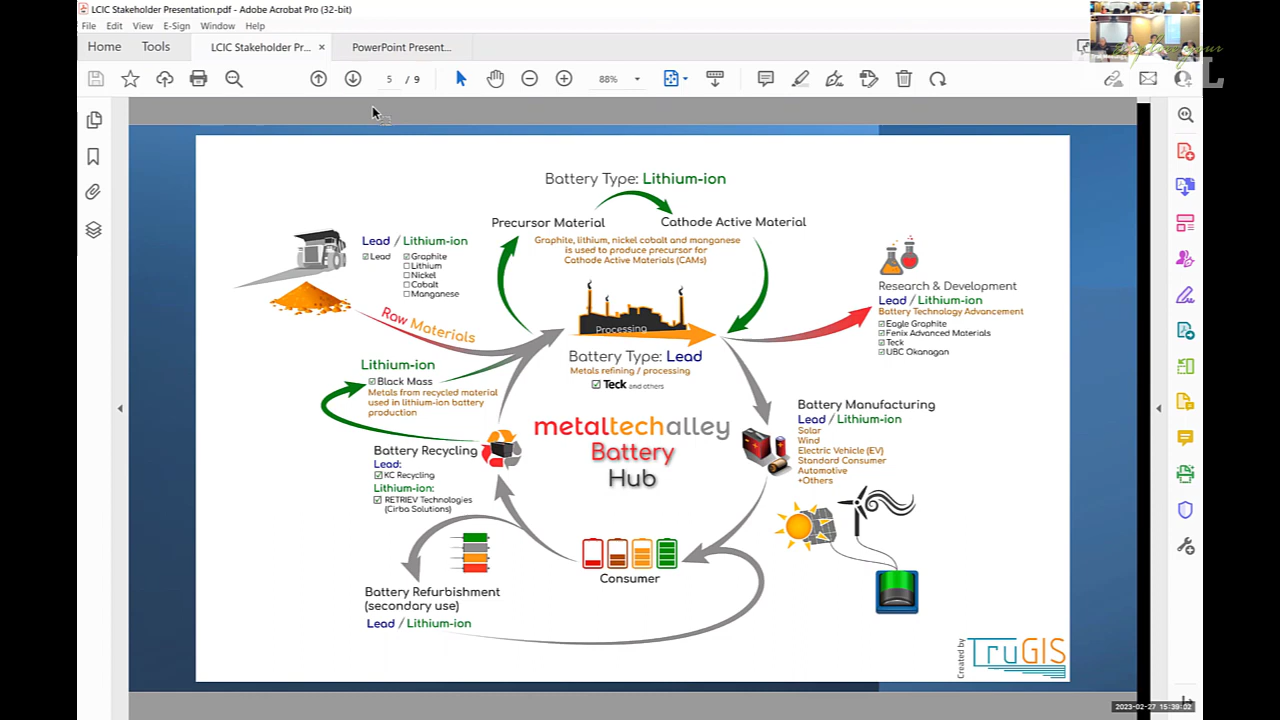 LCIC Stakeholder Presentation.pdf - Adobe Acrobat Pro (32-bit)
File Edit View E-Sign Window Help
Home Tools LCIC Stakeholder Pr... × PowerPoint Present...
5 / 9 88%
Battery Type: Lithium-ion
Precursor Material
Cathode Active Material
Graphite, lithium, nickel cobalt and manganese
is used to produce precursor for
Cathode Active Materials (CAMs)
Lead / Lithium-ion
Lead
Graphite
Lithium
Nickel
Cobalt
Manganese
Raw Materials
Processing
Research & Development
Lead / Lithium-ion
Battery Technology Advancement
Eagle Graphite
Fenix Advanced Materials
Teck
UBC Okanagan
Battery Type: Lead
Metals refining / processing
Teck and others
Lithium-ion
Black Mass
Metals from recycled material
used in lithium-ion battery
production
metaltechalley
Battery
Hub
Battery Manufacturing
Lead / Lithium-ion
Solar
Wind
Electric Vehicle (EV)
Standard Consumer
Automotive
+Others
Battery Recycling
Lead:
KC Recycling
Lithium-ion:
RETRIEV Technologies
(Cirba Solutions)
Consumer
Battery Refurbishment
(secondary use)
Lead / Lithium-ion
Created by TruGIS
2023-02-27 15:39:02